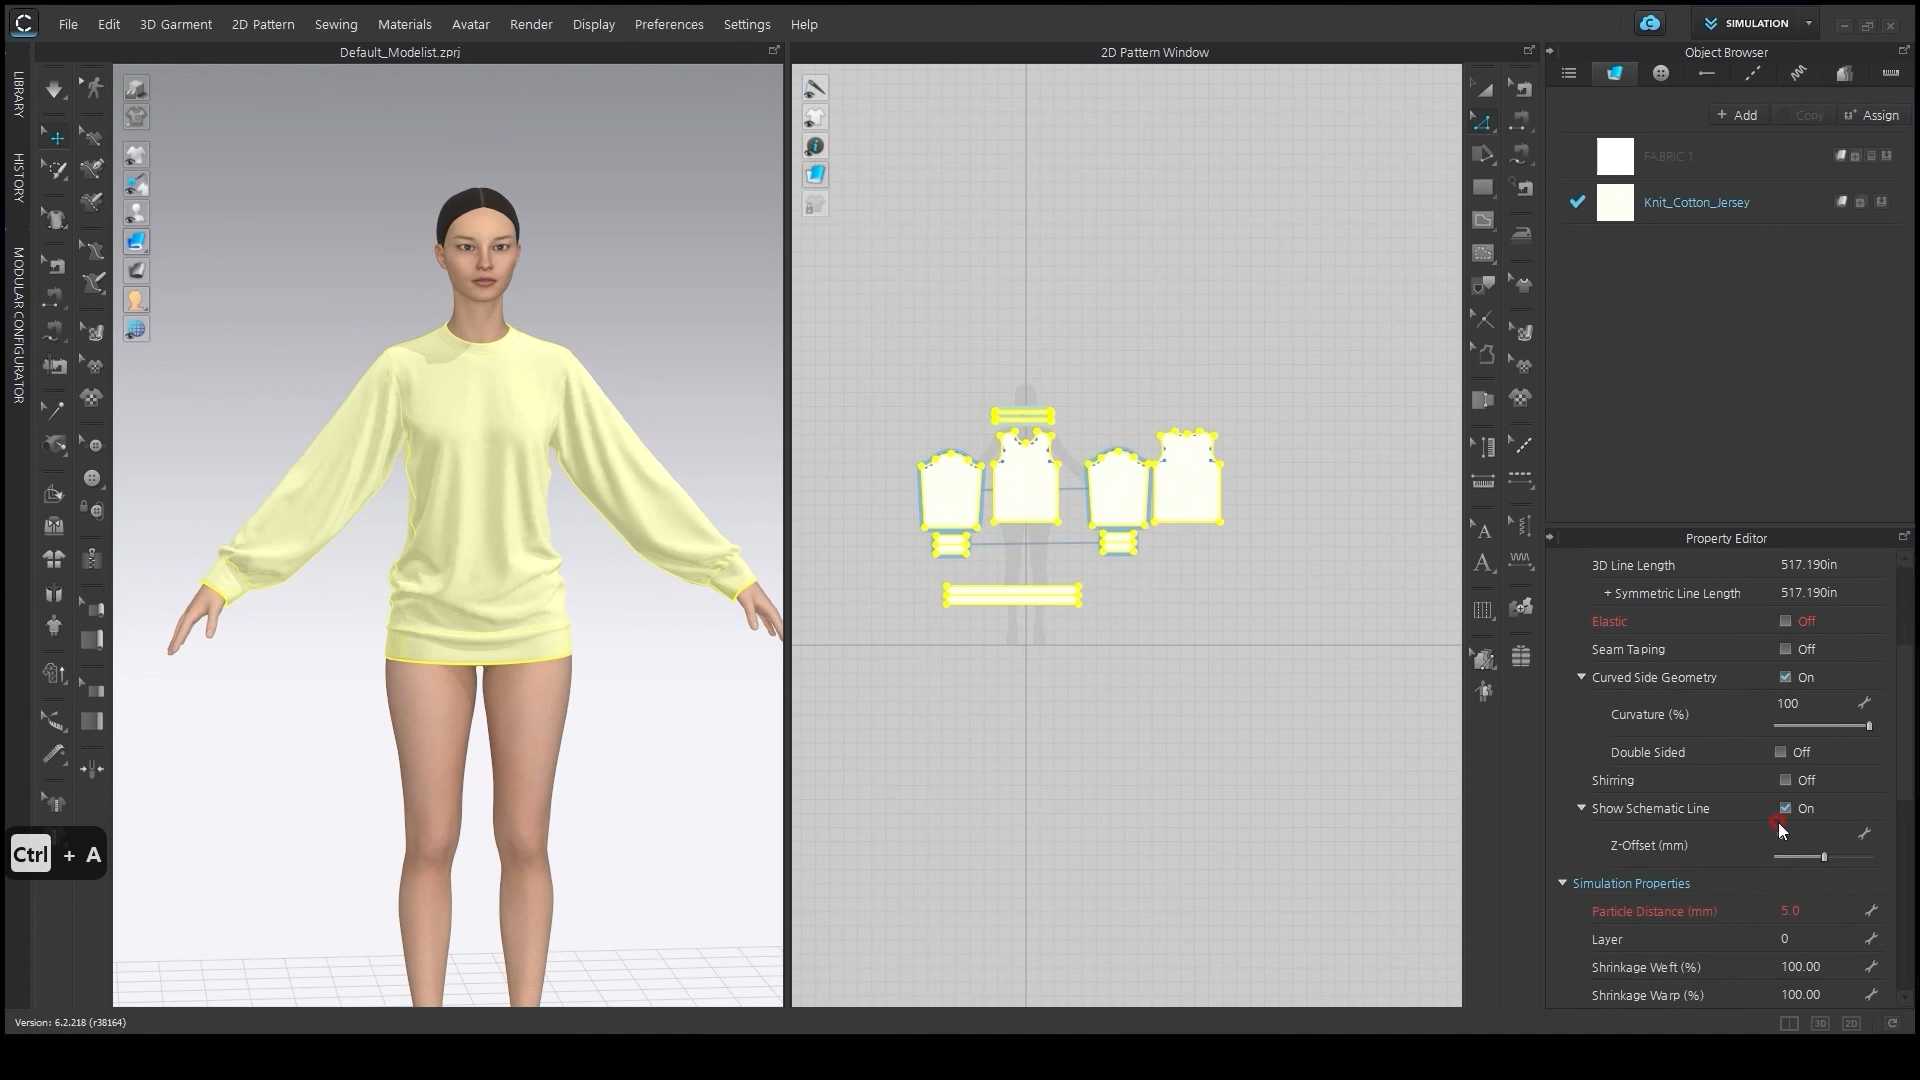 File Edit 3D Garment 2D Pattern Sewing Materials Avatar Render Display Preferences Settings Help
SIMULATION
Default_Modelist.zprj
2D Pattern Window
Object Browser
LIBRARY
HISTORY
MODULAR CONFIGURATOR
+ Add Copy Assign
FABRIC 1
Knit_Cotton_Jersey
Property Editor
3D Line Length 517.190in
+ Symmetric Line Length 517.190in
Elastic Off
Seam Taping Off
Curved Side Geometry On
Curvature (%) 100
Double Sided Off
Shirring Off
Show Schematic Line On
Z-Offset (mm)
Simulation Properties
Particle Distance (mm) 5.0
Layer 0
Shrinkage Weft (%) 100.00
Shrinkage Warp (%) 100.00
Ctrl + A
Version: 6.2.218 (r38164)
3D 2D